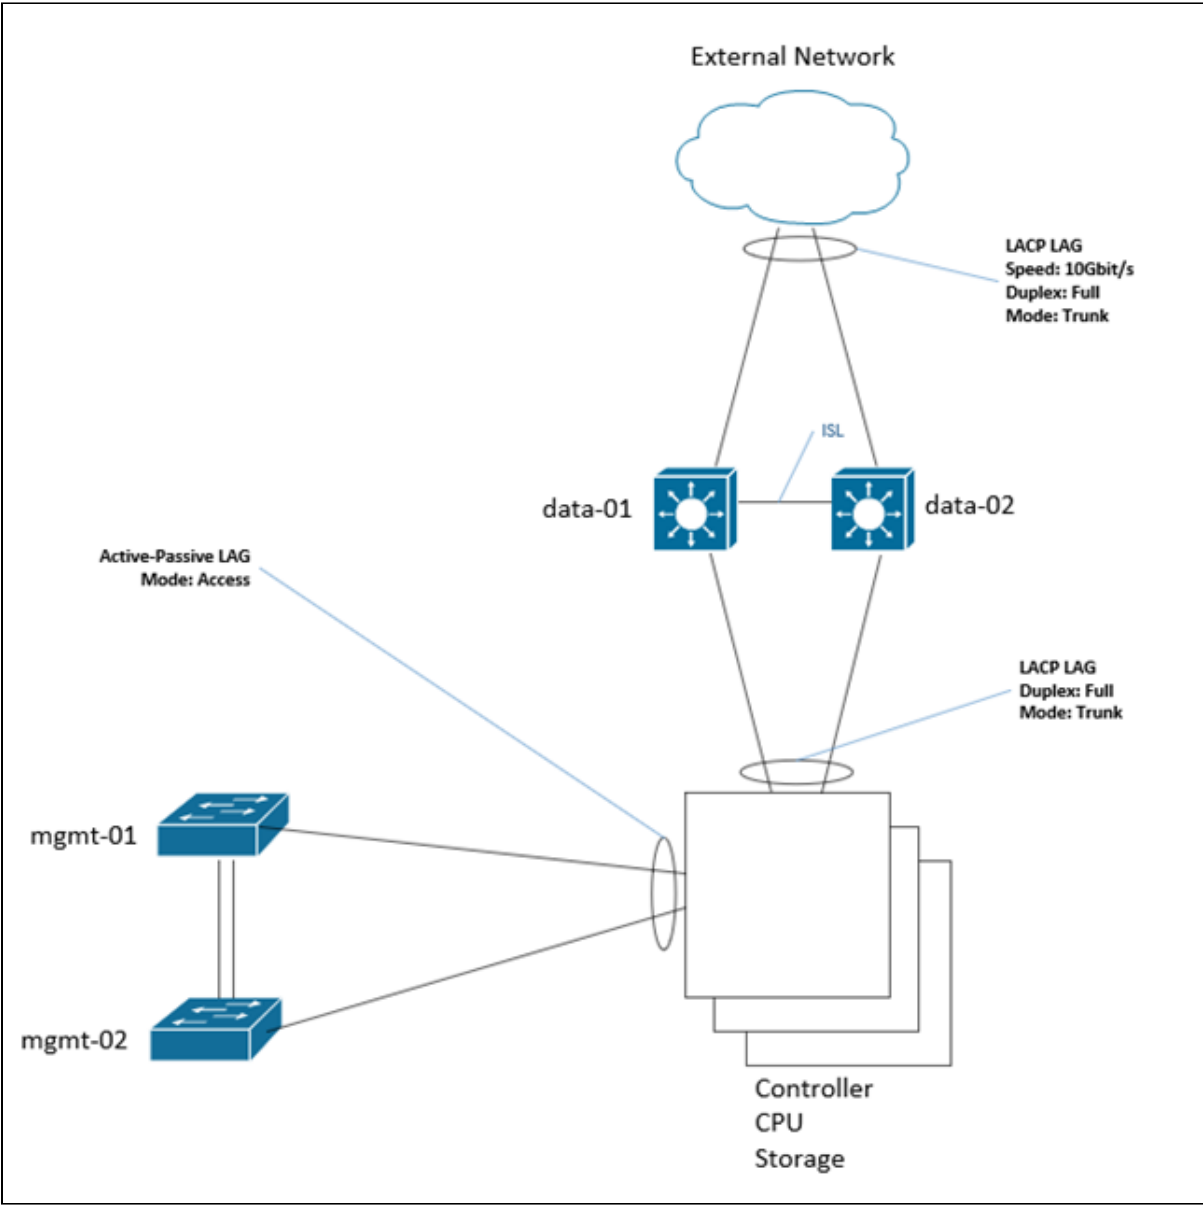 External Network
LACP LAG
Speed: 10Gbit/s
Duplex: Full
Mode: Trunk
ISL
data-01
data-02
Active-Passive LAG
Mode: Access
LACP LAG
Duplex: Full
Mode: Trunk
mgmt-01
mgmt-02
Controller
CPU
Storage